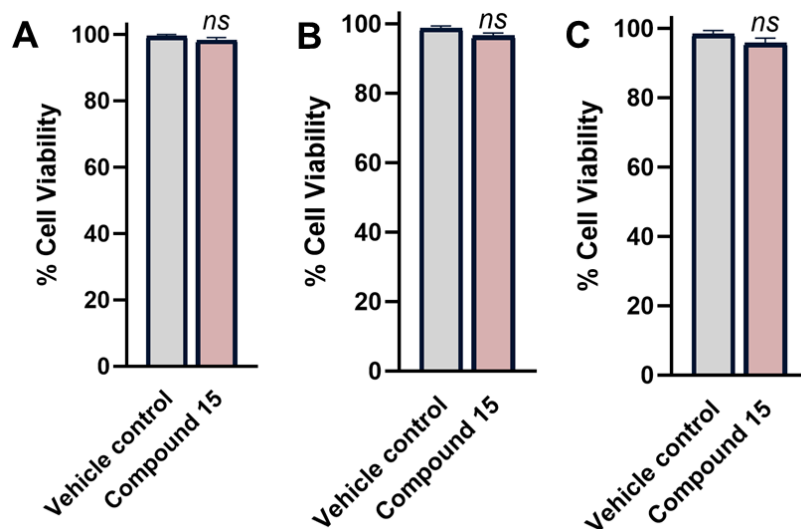 A
ns
% Cell Viability
100
80
60
40
20
0
Vehicle control
Compound 15
B
ns
% Cell Viability
100
80
60
40
20
0
Vehicle control
Compound 15
C
ns
% Cell Viability
100
80
60
40
20
0
Vehicle control
Compound 15